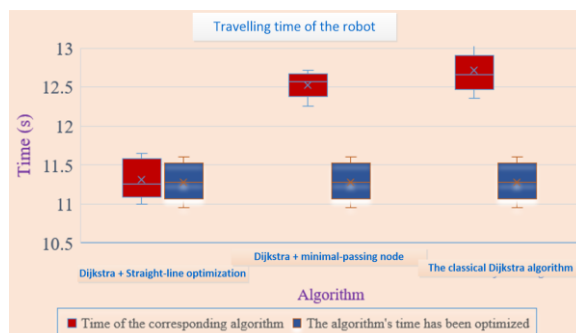 Travelling time of the robot
Time (s)
13
12.5
12
11.5
11
10.5
Dijkstra + Straight-line optimization
Dijkstra + minimal-passing node
The classical Dijkstra algorithm
Algorithm
Time of the corresponding algorithm
The algorithm's time has been optimized